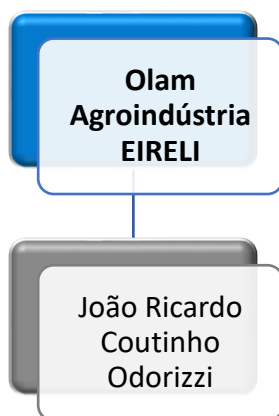 Olam
Agroindústria
EIRELI
João Ricardo
Coutinho
Odorizzi